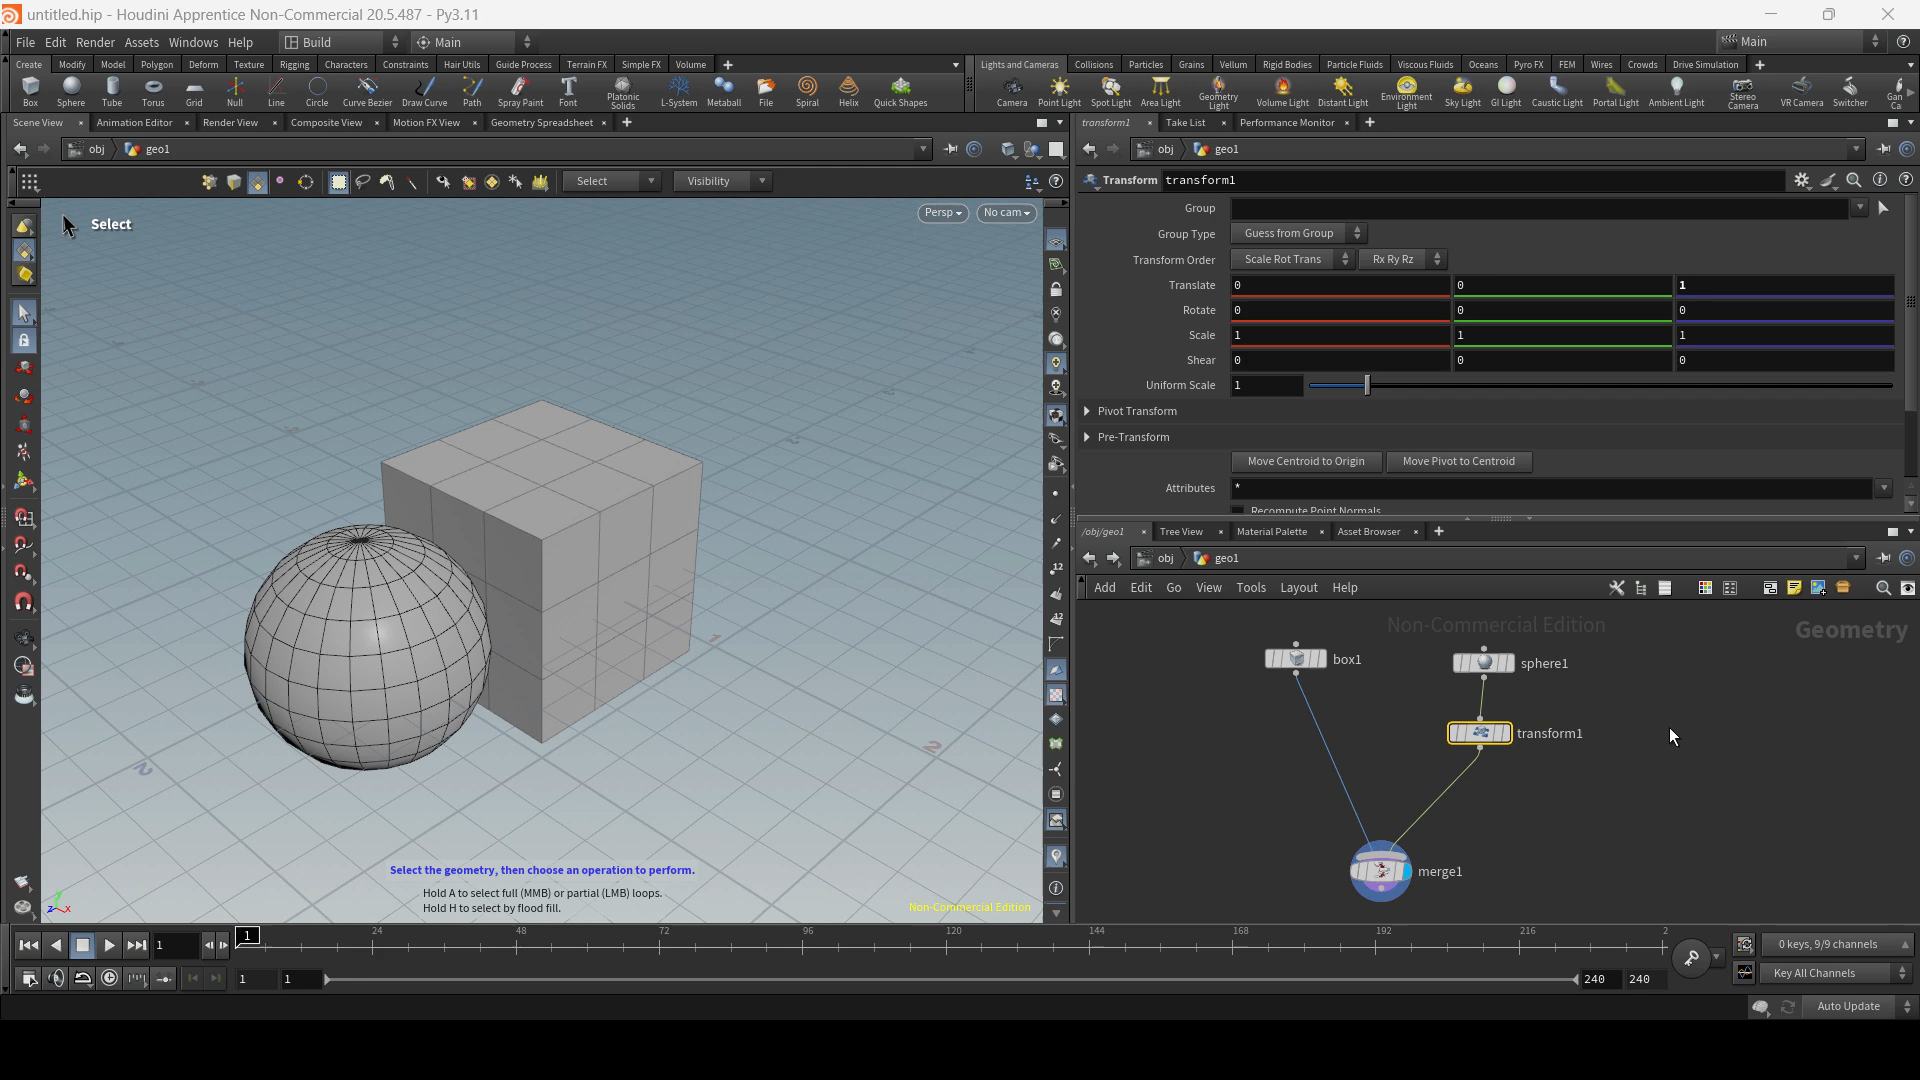 untitled.hip - Houdini Apprentice Non-Commercial 20.5.487 - Py3.11
File Edit Render Assets Windows Help Build Main Main
Create Modify Model Polygon Deform Texture Rigging Characters Constraints Hair Utils Guide Process Terrain FX Simple FX Volume
Lights and Cameras Collisions Particles Grains Vellum Rigid Bodies Particle Fluids Viscous Fluids Oceans Pyro FX FEM Wires Crowds Drive Simulation
Box Sphere Tube Torus Grid Null Line Circle Curve Bezier Draw Curve Path Spray Paint Font Platonic Solids L-System Metaball File Spiral Helix Quick Shapes
Camera Point Light Spot Light Area Light Geometry Light Volume Light Distant Light Environment Light Sky Light GI Light Caustic Light Portal Light Ambient Light Stereo Camera VR Camera Switcher Gan Ca
Scene View Animation Editor Render View Composite View Motion FX View Geometry Spreadsheet
transform1 Take List Performance Monitor
obj geo1
obj geo1
Select Visibility
Transform transform1
Select
Persp No cam
Group
Group Type Guess from Group
Transform Order Scale Rot Trans Rx Ry Rz
Translate 0 0 1
Rotate 0 0 0
Scale 1 1 1
Shear 0 0 0
Uniform Scale 1
Pivot Transform
Pre-Transform
Move Centroid to Origin Move Pivot to Centroid
Attributes *
Recompute Point Normals
/obj/geo1 Tree View Material Palette Asset Browser
obj geo1
Add Edit Go View Tools Layout Help
Non-Commercial Edition
Geometry
box1
sphere1
transform1
merge1
1
2
2
12
12
Select the geometry, then choose an operation to perform.
Hold A to select full (MMB) or partial (LMB) loops.
Hold H to select by flood fill.
Non-Commercial Edition
z x
1 1 24 48 72 96 120 144 168 192 216 2
0 keys, 9/9 channels
1 1 240 240
Key All Channels
Auto Update